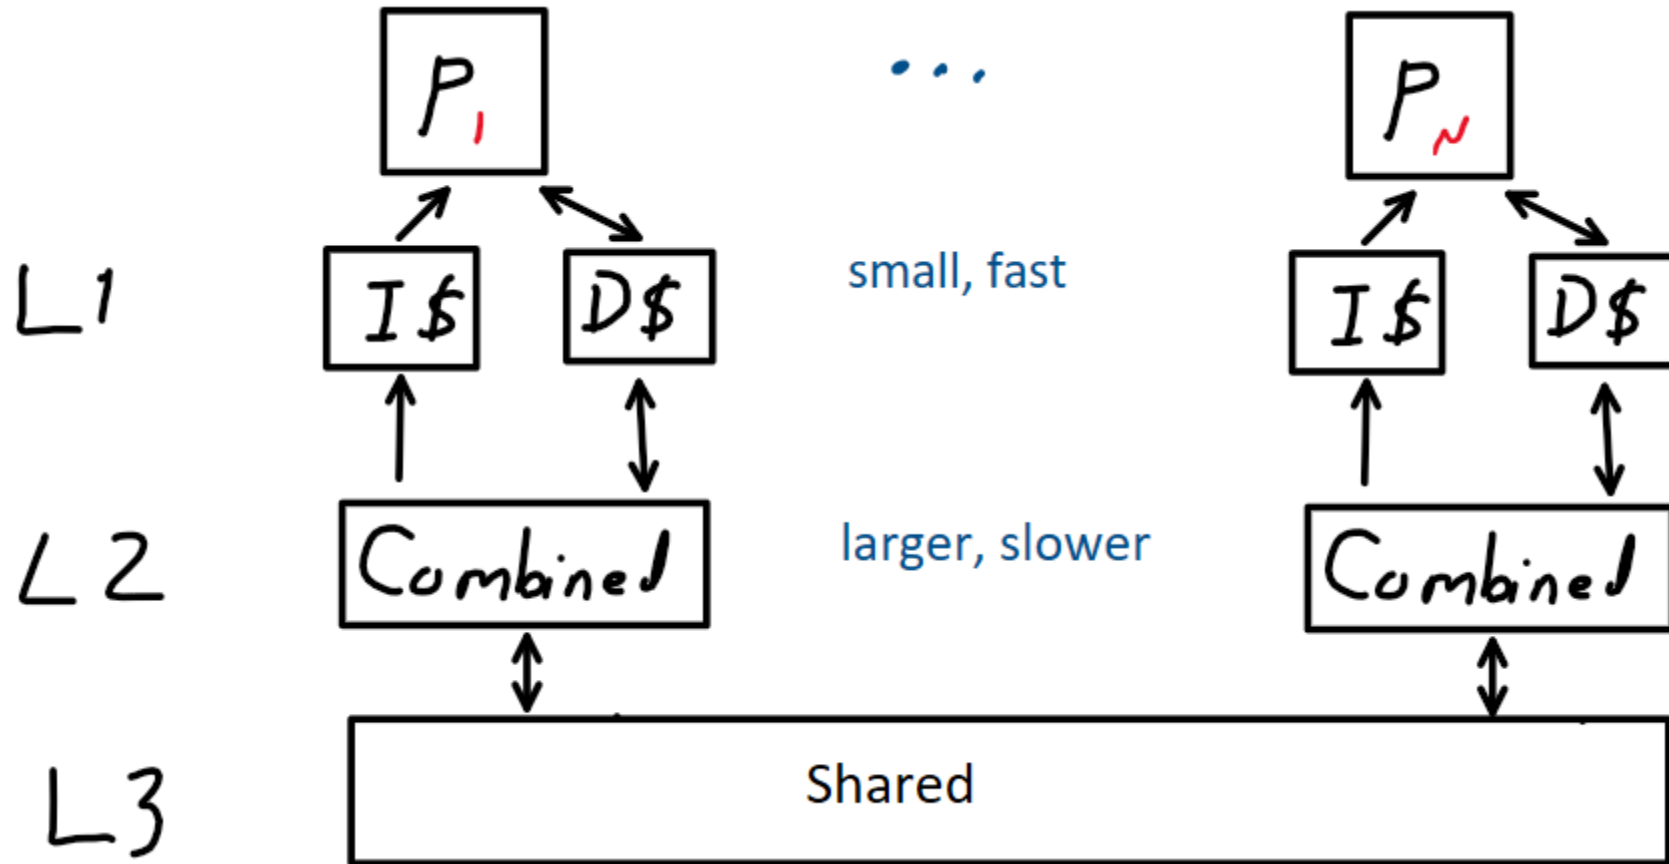 P1 ... PN
L1 I$ D$ small, fast I$ D$
L2 Combined larger, slower Combined
L3 Shared